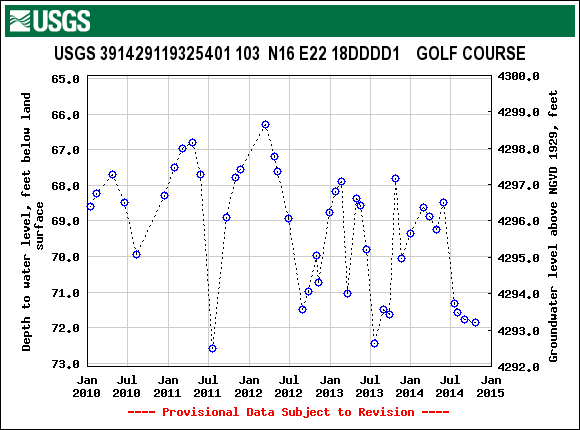 USGS
USGS 391429119325401 103 N16 E22 18DDDD1 GOLF COURSE
Depth to water level, feet below land
surface
65.0
66.0
67.0
68.0
69.0
70.0
71.0
72.0
73.0
4300.0
4299.0
4298.0
4297.0
4296.0
4295.0
4294.0
4293.0
4292.0
Groundwater level above NGVD 1929, feet
Jan Jul Jan Jul Jan Jul Jan Jul Jan Jul Jan
2010 2010 2011 2011 2012 2012 2013 2013 2014 2014 2015
---- Provisional Data Subject to Revision ----